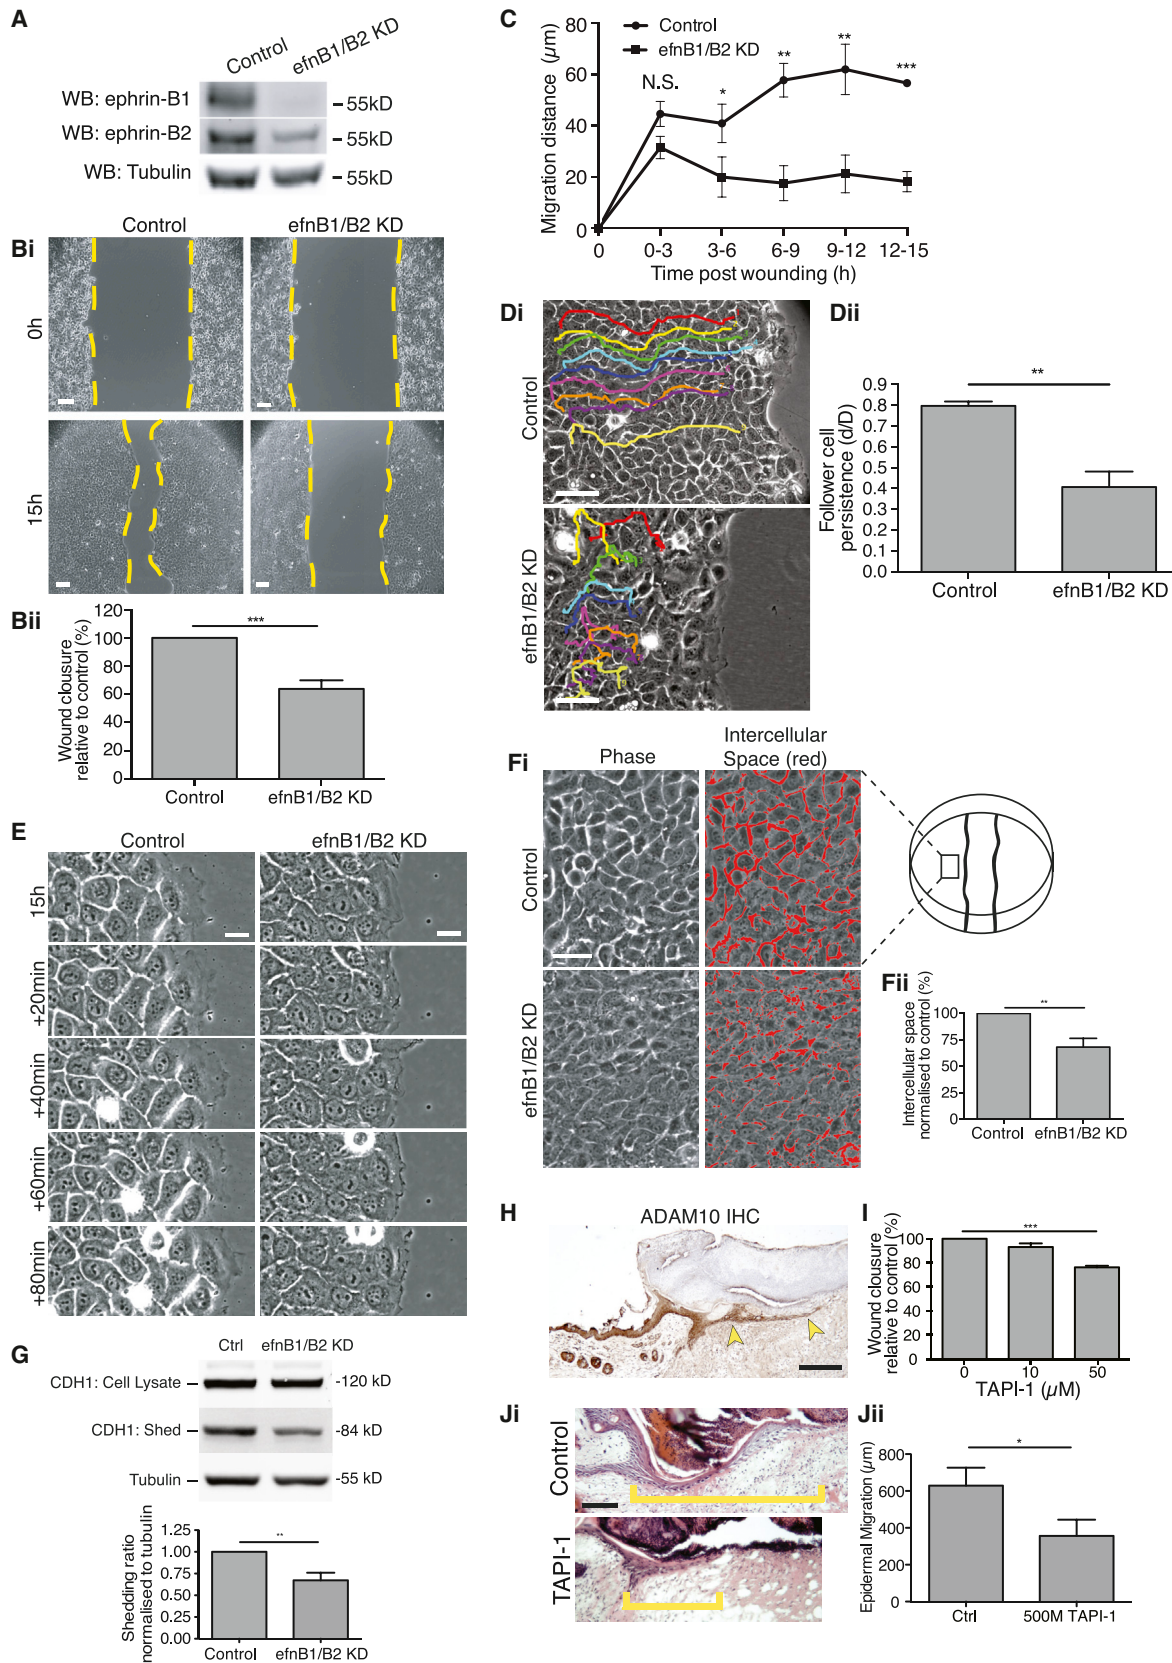 A
Control
efnB1/B2 KD
WB: ephrin-B1
55kD
WB: ephrin-B2
55kD
WB: Tubulin
55kD
Bi
Control
efnB1/B2 KD
0h
15h
Bii
Wound clousure
relative to control (%)
120
100
80
60
40
20
0
***
Control
efnB1/B2 KD
C
Migration distance (µm)
80
60
40
20
0
Control
efnB1/B2 KD
N.S.
*
**
**
***
0
0-3
3-6
6-9
9-12
12-15
Time post wounding (h)
Di
Control
efnB1/B2 KD
Dii
Follower cell
persistence (d/D)
0.9
0.8
0.7
0.6
0.5
0.4
0.3
0.2
0.1
0.0
**
Control
efnB1/B2 KD
E
Control
efnB1/B2 KD
15h
+20min
+40min
+60min
+80min
Fi
Phase
Intercellular
Space (red)
Control
efnB1/B2 KD
Fii
Intercellular space
normalised to control (%)
100
75
50
25
0
**
Control
efnB1/B2 KD
G
Ctrl
efnB1/B2 KD
CDH1: Cell Lysate
-120 kD
CDH1: Shed
-84 kD
Tubulin
-55 kD
Shedding ratio
normalised to tubulin
1.25
1.00
0.75
0.50
0.25
0.00
**
Control
efnB1/B2 KD
H
ADAM10 IHC
I
Wound clousure
relative to control (%)
100
80
60
40
20
0
***
0
10
50
TAPI-1 (µM)
Ji
Control
TAPI-1
Jii
Epidermal Migration (µm)
800
600
400
200
0
*
Ctrl
500M TAPI-1